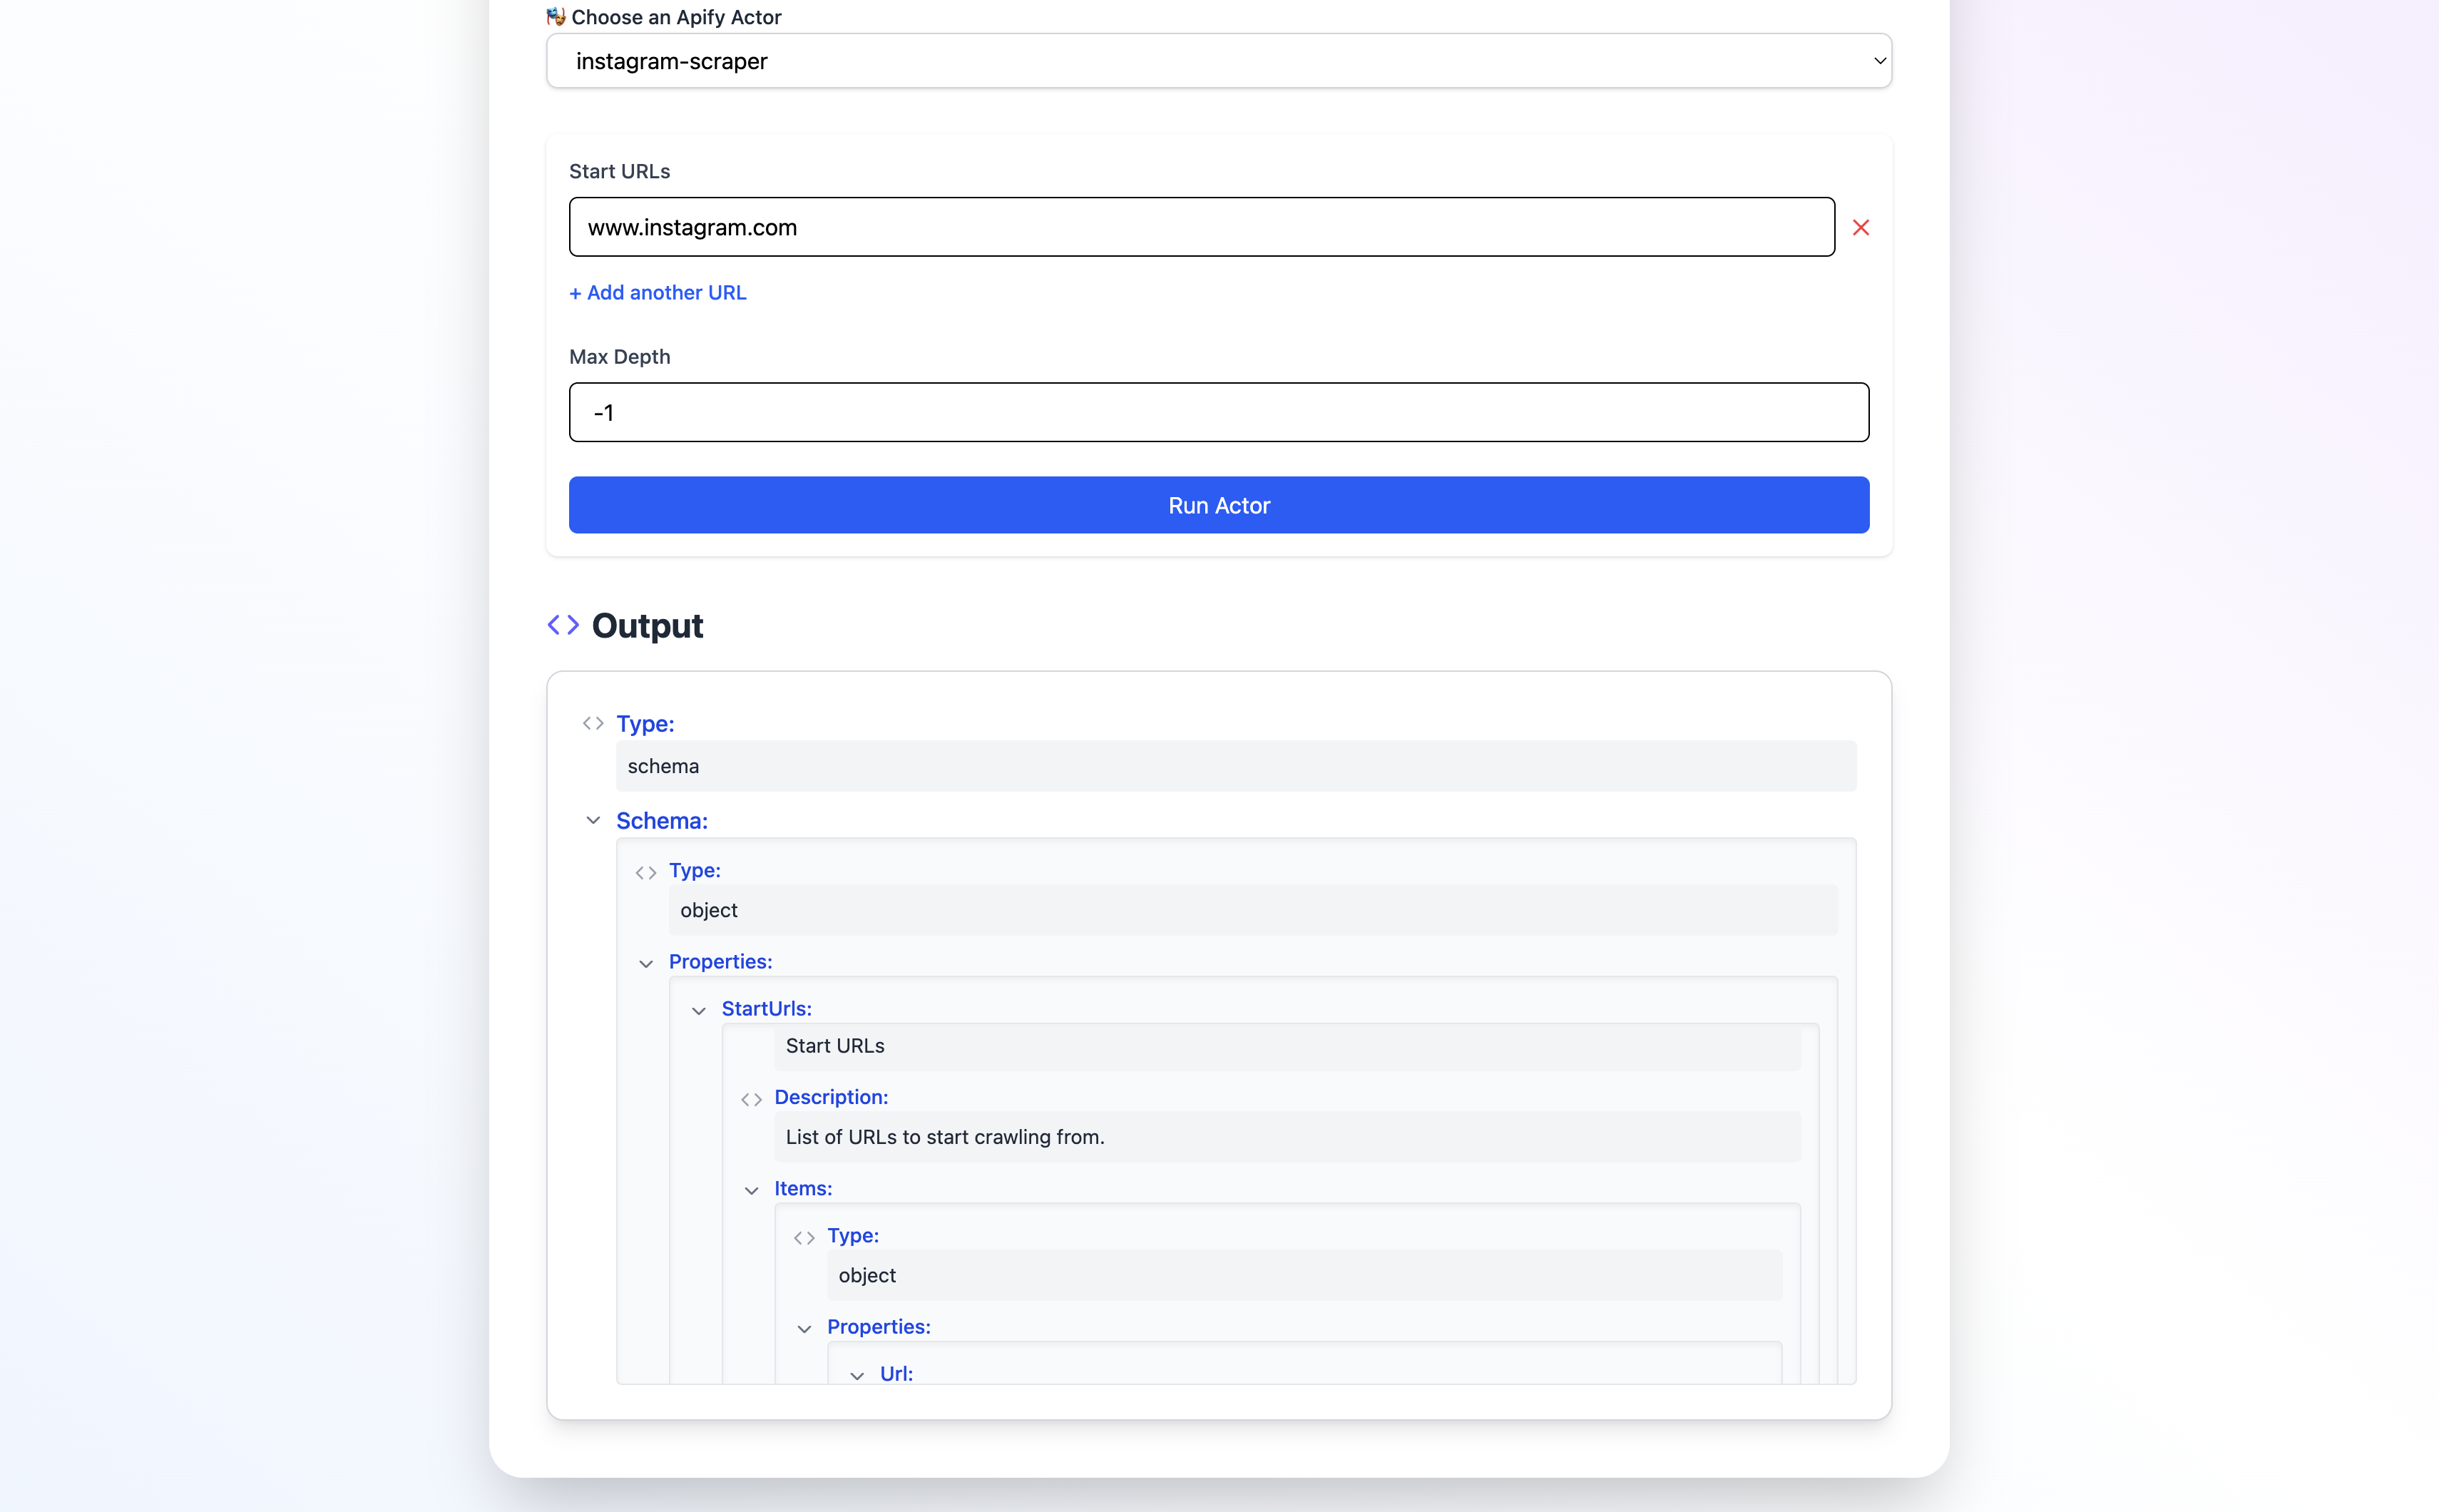 🎭 Choose an Apify Actor
instagram-scraper
Start URLs
www.instagram.com
+ Add another URL
Max Depth
-1
Run Actor
Output
Type:
schema
Schema:
Type:
object
Properties:
StartUrls:
Start URLs
Description:
List of URLs to start crawling from.
Items:
Type:
object
Properties:
Url: